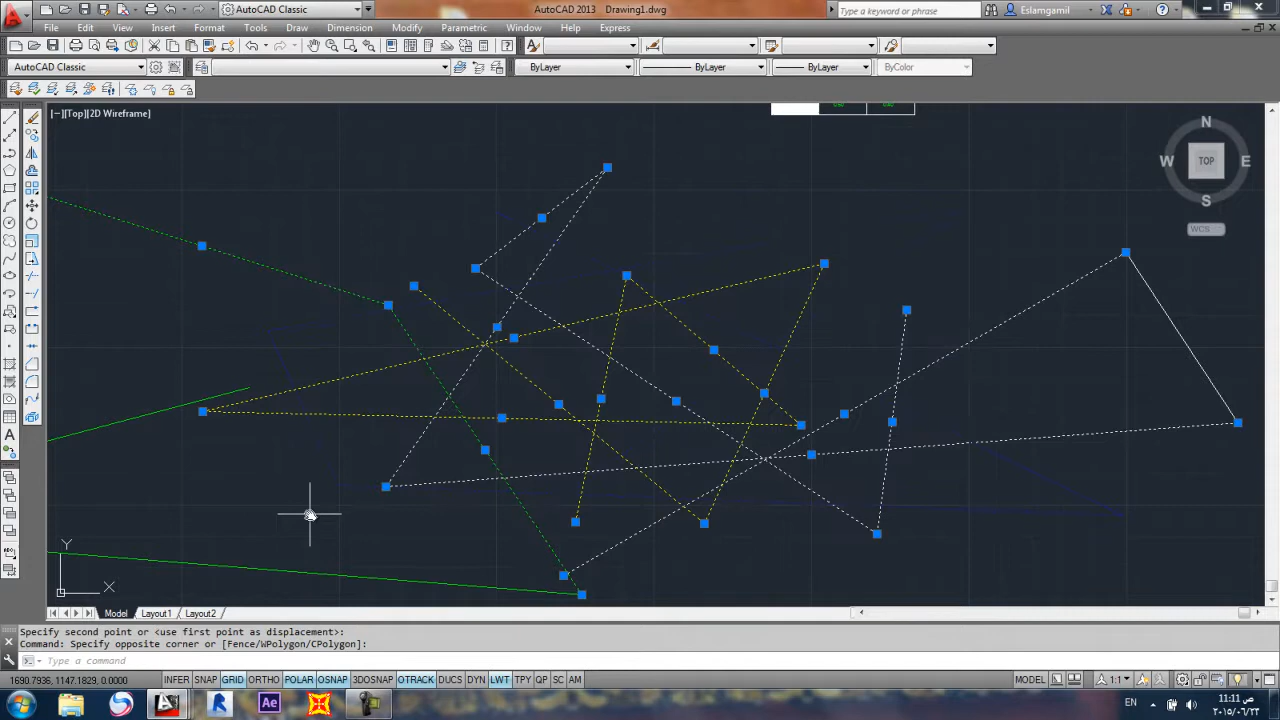 AutoCAD Classic
AutoCAD 2013 Drawing1.dwg
Type a keyword or phrase
Eslamgamil
File Edit View Insert Format Tools Draw Dimension Modify Parametric Window Help Express
AutoCAD Classic
ByLayer
ByLayer
ByLayer
ByColor
[−][Top][2D Wireframe]
N
W TOP E
S
WCS
Y
X
Model Layout1 Layout2
Specify second point or <use first point as displacement>:
Command: Specify opposite corner or [Fence/WPolygon/CPolygon]:
Type a command
1690.7936, 1147.1829, 0.0000
INFER SNAP GRID ORTHO POLAR OSNAP 3DOSNAP OTRACK DUCS DYN LWT TPY QP SC AM
MODEL
1:1
Ae
EN
11:11 ص
٢٠١٥/٠٦/٢٣